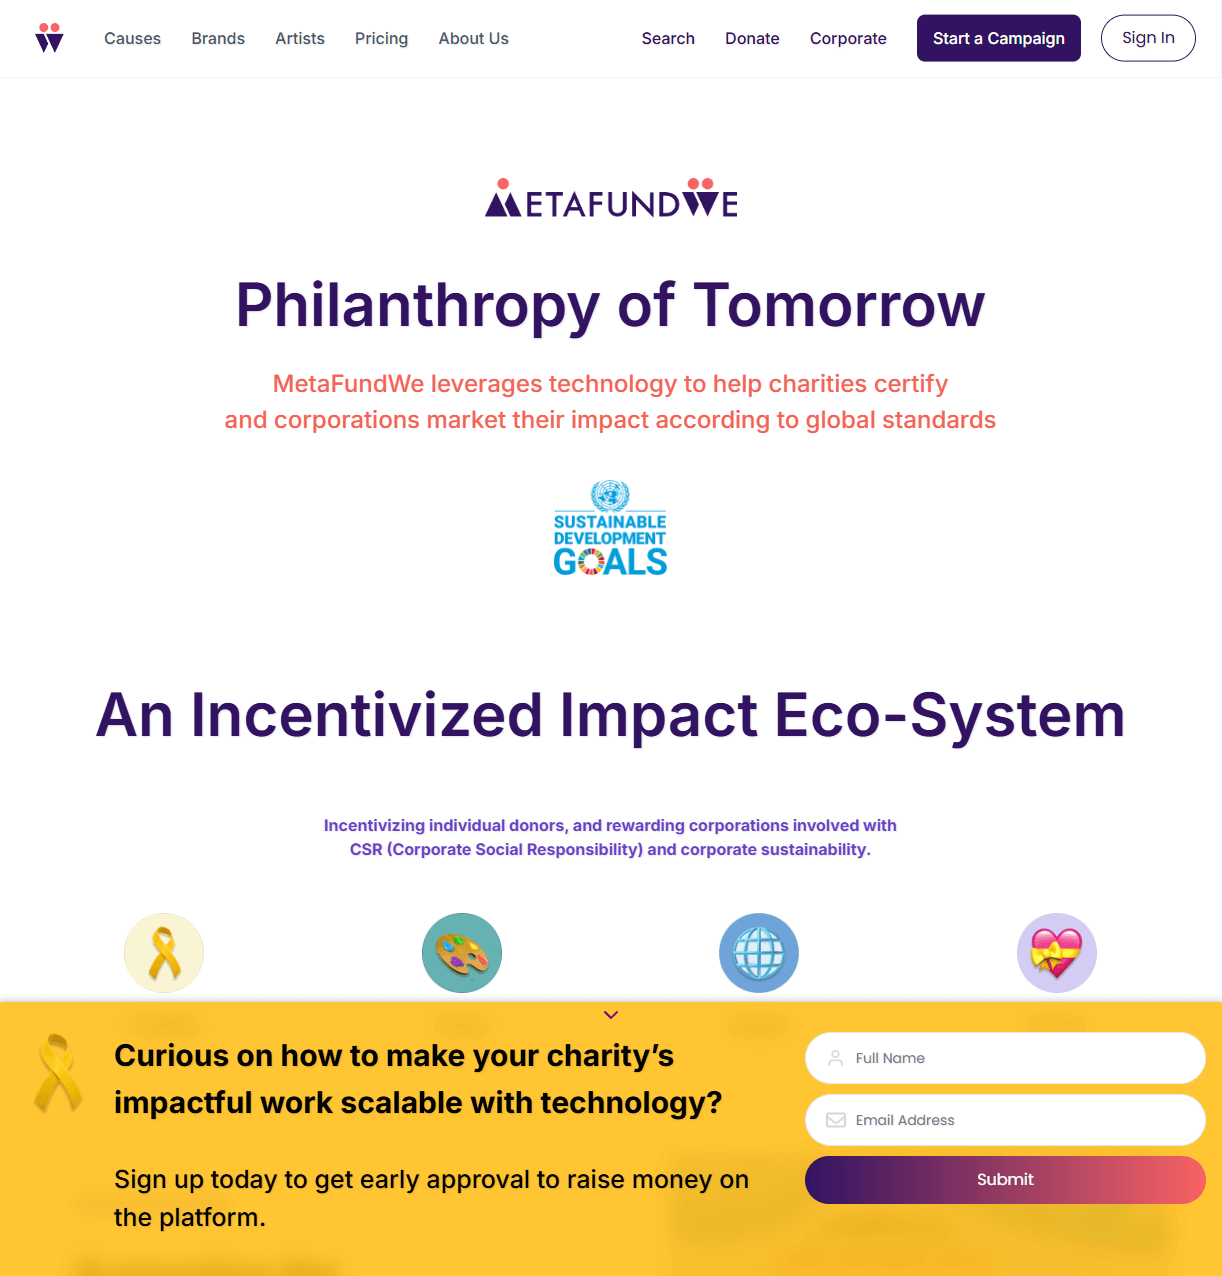 Causes
Brands
Artists
Pricing
About Us
Search
Donate
Corporate
Start a Campaign
Sign In
METAFUNDWE
Philanthropy of Tomorrow
MetaFundWe leverages technology to help charities certify
and corporations market their impact according to global standards
SUSTAINABLE
DEVELOPMENT
GOALS
An Incentivized Impact Eco-System
Incentivizing individual donors, and rewarding corporations involved with
CSR (Corporate Social Responsibility) and corporate sustainability.
Curious on how to make your charity’s
impactful work scalable with technology?
Sign up today to get early approval to raise money on
the platform.
Full Name
Email Address
Submit